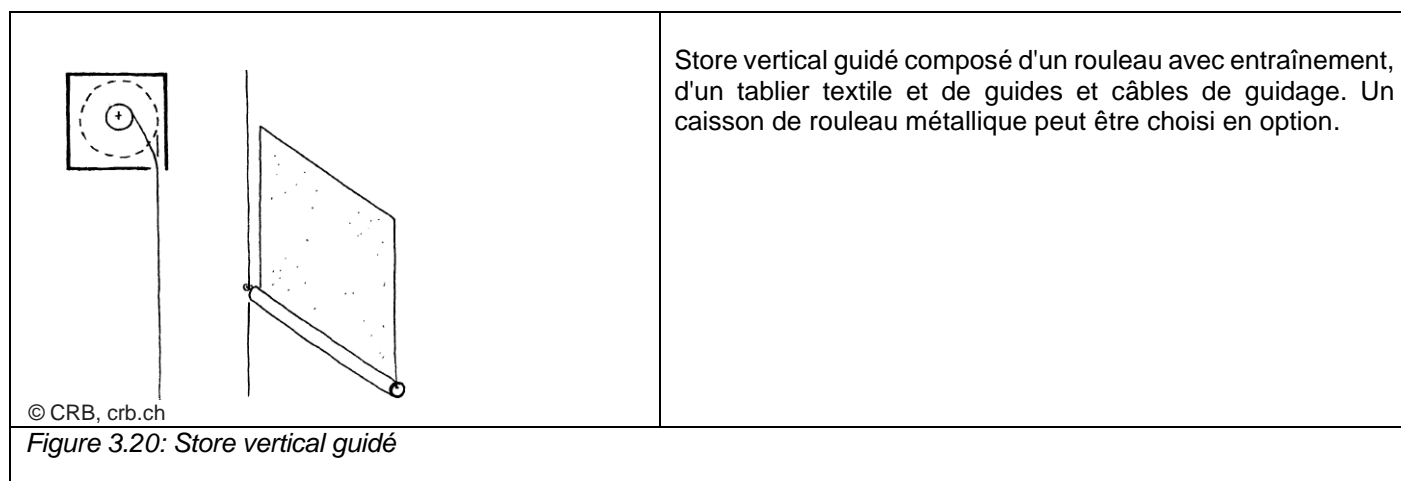 Store vertical guidé composé d'un rouleau avec entraînement,
d'un tablier textile et de guides et câbles de guidage. Un
caisson de rouleau métallique peut être choisi en option.
© CRB, crb.ch
Figure 3.20: Store vertical guidé